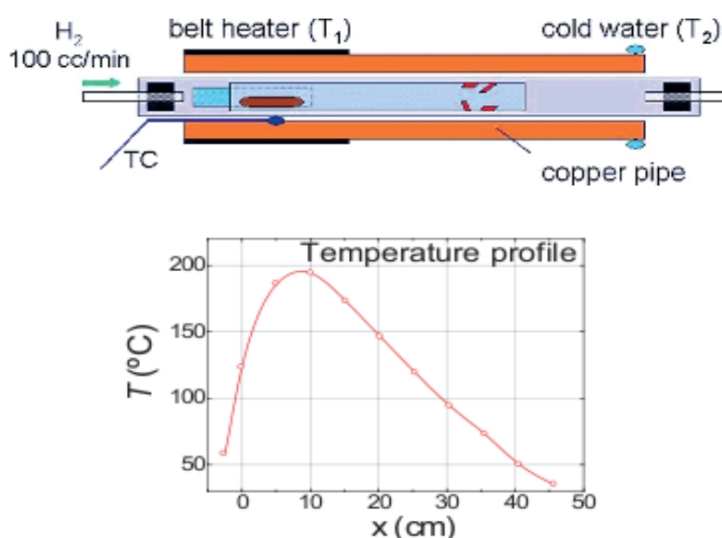 H₂
100 cc/min
belt heater (T₁)
cold water (T₂)
TC
copper pipe
Temperature profile
T (ºC)
200
150
100
50
0
10
20
30
40
50
x (cm)